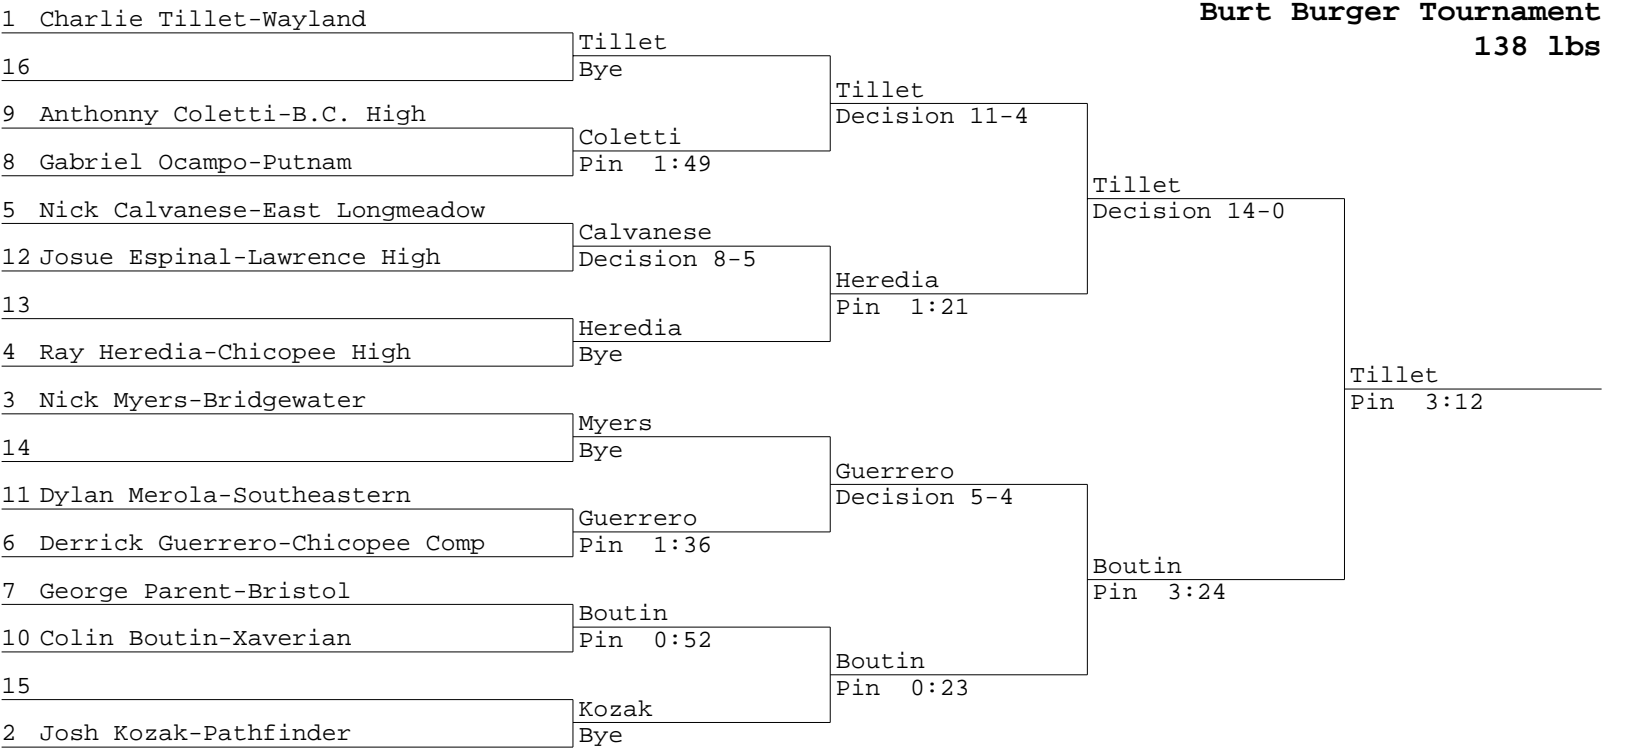 Burt Burger Tournament
138 lbs
1 Charlie Tillet-Wayland
16
9 Anthonny Coletti-B.C. High
8 Gabriel Ocampo-Putnam
5 Nick Calvanese-East Longmeadow
12 Josue Espinal-Lawrence High
13
4 Ray Heredia-Chicopee High
3 Nick Myers-Bridgewater
14
11 Dylan Merola-Southeastern
6 Derrick Guerrero-Chicopee Comp
7 George Parent-Bristol
10 Colin Boutin-Xaverian
15
2 Josh Kozak-Pathfinder
Tillet
Bye
Coletti
Pin 1:49
Calvanese
Decision 8-5
Heredia
Bye
Myers
Bye
Guerrero
Pin 1:36
Boutin
Pin 0:52
Kozak
Bye
Tillet
Decision 11-4
Heredia
Pin 1:21
Guerrero
Decision 5-4
Boutin
Pin 0:23
Tillet
Decision 14-0
Boutin
Pin 3:24
Tillet
Pin 3:12